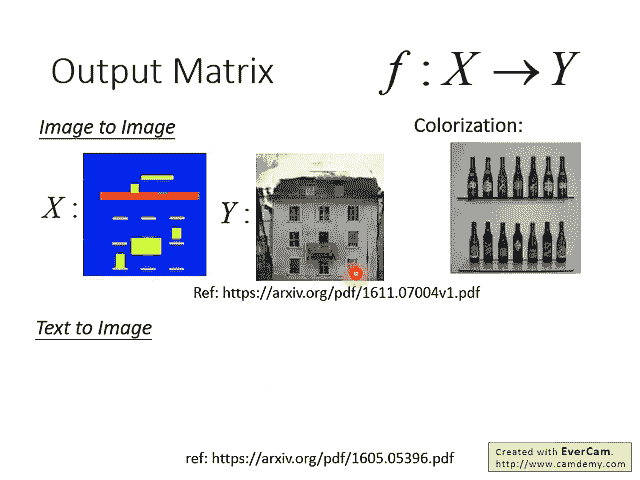 Output Matrix
f : X → Y
Image to Image
Colorization:
X :
Y :
Ref: https://arxiv.org/pdf/1611.07004v1.pdf
Text to Image
ref: https://arxiv.org/pdf/1605.05396.pdf
Created with EverCam.
http://www.camdemy.com